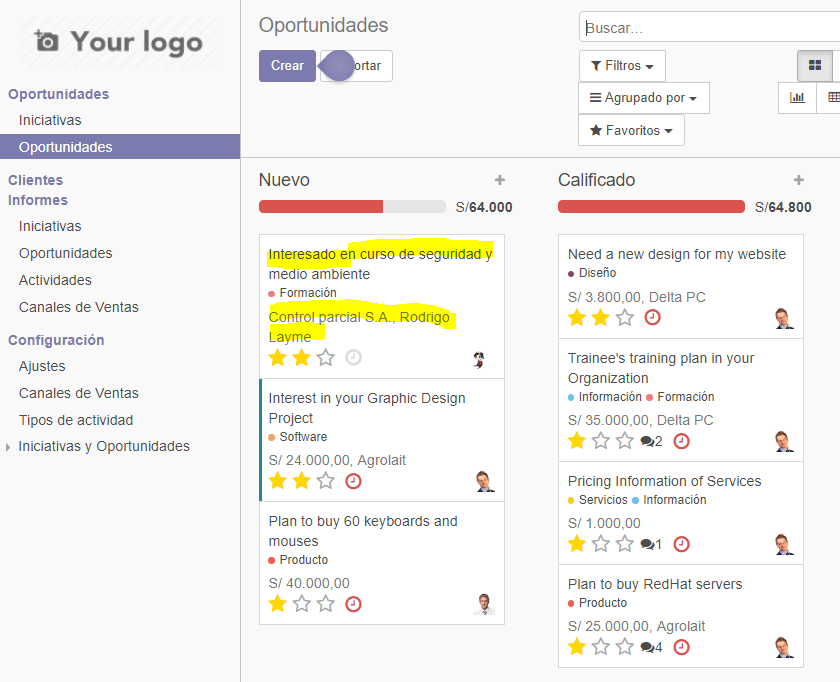 Your logo
Oportunidades
Iniciativas
Oportunidades
Clientes
Informes
Iniciativas
Oportunidades
Actividades
Canales de Ventas
Configuración
Ajustes
Canales de Ventas
Tipos de actividad
Iniciativas y Oportunidades
Oportunidades
Buscar...
Crear
ortar
Filtros
Agrupado por
Favoritos
Nuevo
S/64.000
Interesado en curso de seguridad y
medio ambiente
Formación
Control parcial S.A., Rodrigo
Layme
Interest in your Graphic Design
Project
Software
S/ 24.000,00, Agrolait
Plan to buy 60 keyboards and
mouses
Producto
S/ 40.000,00
Calificado
S/64.800
Need a new design for my website
Diseño
S/ 3.800,00, Delta PC
Trainee's training plan in your
Organization
Información Formación
S/ 35.000,00, Delta PC
2
Pricing Information of Services
Servicios Información
S/ 1.000,00
1
Plan to buy RedHat servers
Producto
S/ 25.000,00, Agrolait
4